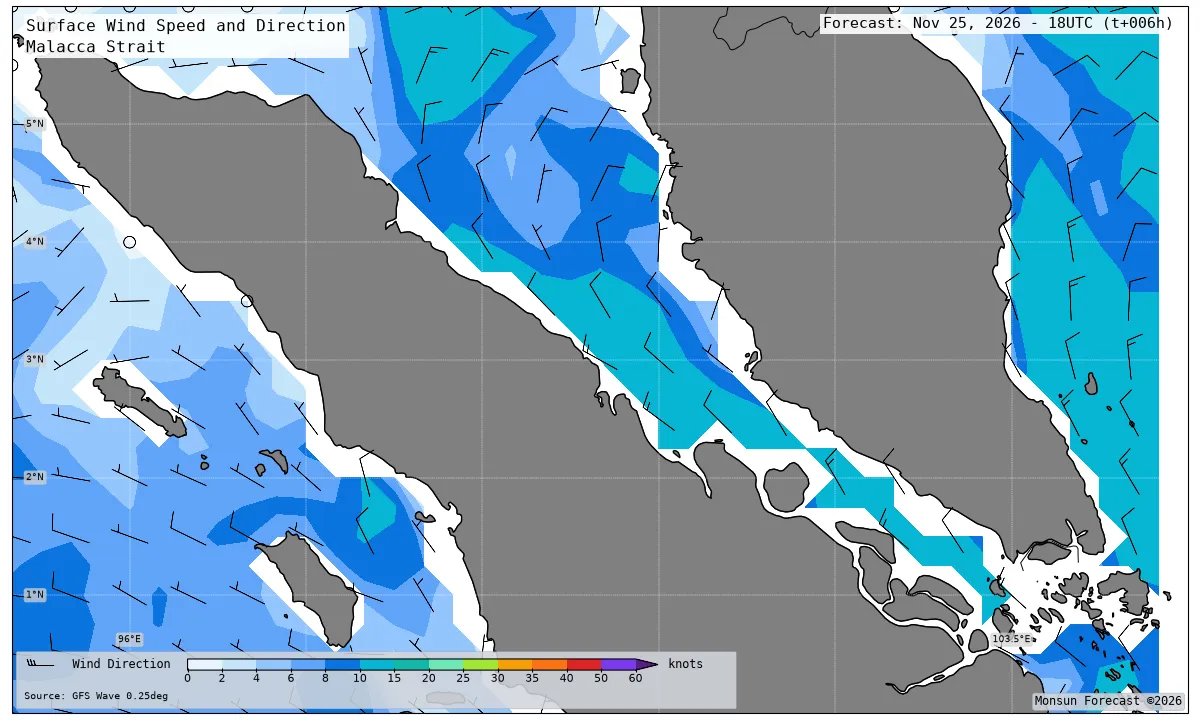 Surface Wind Speed and Direction
Malacca Strait
Forecast: Nov 25, 2026 - 18UTC (t+006h)
5°N
4°N
3°N
2°N
1°N
96°E
103.5°E
Wind Direction
0 2 4 6 8 10 15 20 25 30 35 40 50 60
knots
Source: GFS Wave 0.25deg
Monsun Forecast ©2026